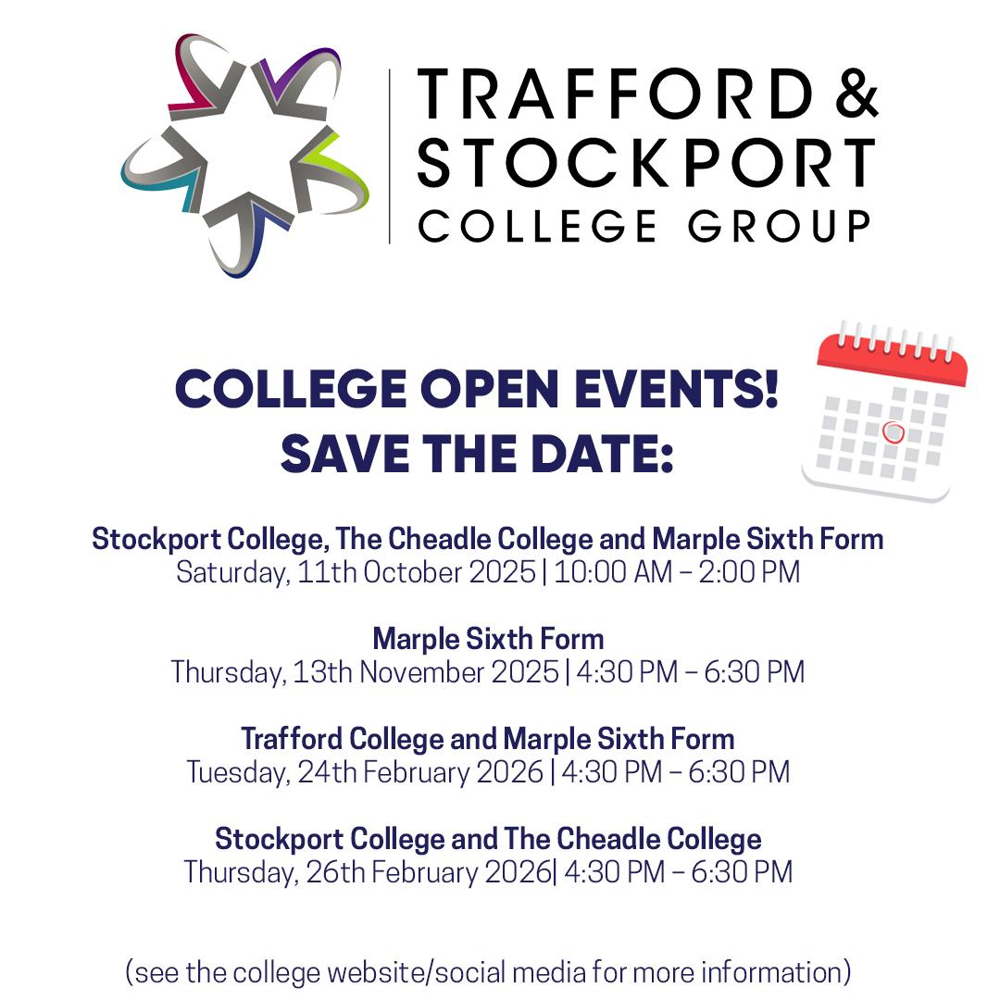 TRAFFORD &
STOCKPORT
COLLEGE GROUP
COLLEGE OPEN EVENTS!
SAVE THE DATE:
Stockport College, The Cheadle College and Marple Sixth Form
Saturday, 11th October 2025 | 10:00 AM – 2:00 PM
Marple Sixth Form
Thursday, 13th November 2025 | 4:30 PM – 6:30 PM
Trafford College and Marple Sixth Form
Tuesday, 24th February 2026 | 4:30 PM – 6:30 PM
Stockport College and The Cheadle College
Thursday, 26th February 2026| 4:30 PM – 6:30 PM
(see the college website/social media for more information)